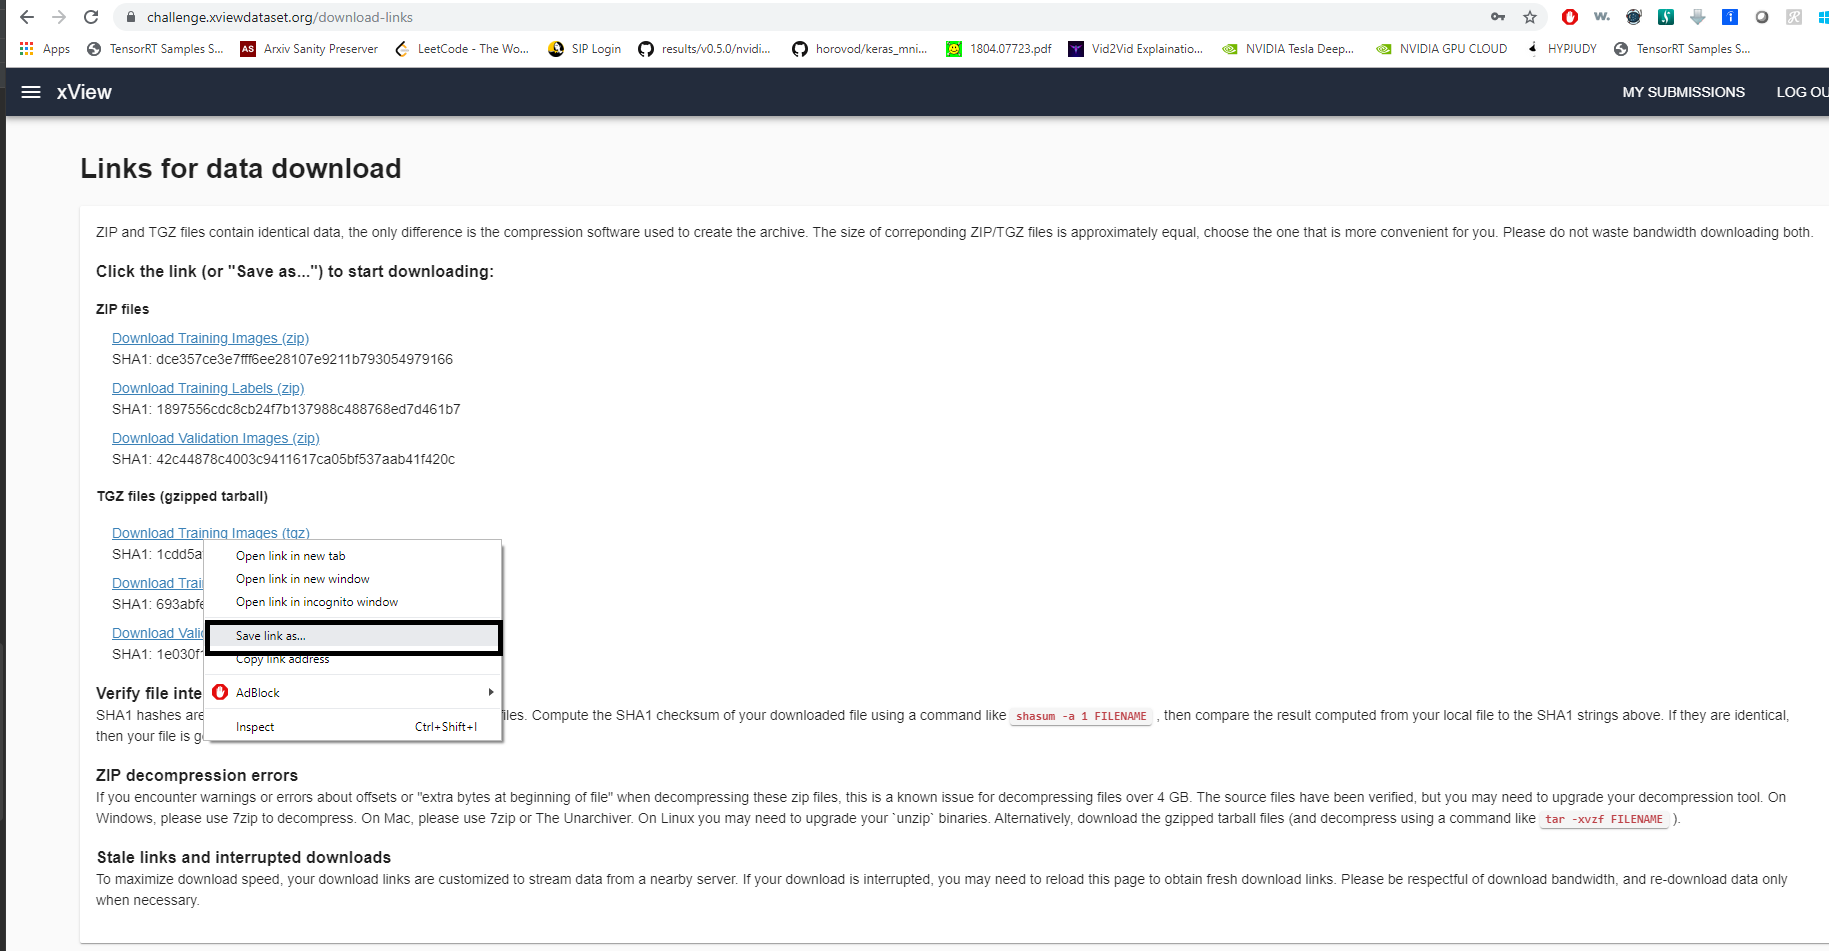 challenge.xviewdataset.org/download-links
Apps TensorRT Samples S... Arxiv Sanity Preserver LeetCode - The Wo... SIP Login results/v0.5.0/nvidi... horovod/keras_mni... 1804.07723.pdf Vid2Vid Explainatio... NVIDIA Tesla Deep... NVIDIA GPU CLOUD HYPJUDY TensorRT Samples S...
xView MY SUBMISSIONS LOG OU
Links for data download
ZIP and TGZ files contain identical data, the only difference is the compression software used to create the archive. The size of correponding ZIP/TGZ files is approximately equal, choose the one that is more convenient for you. Please do not waste bandwidth downloading both.
Click the link (or "Save as...") to start downloading:
ZIP files
Download Training Images (zip)
SHA1: dce357ce3e7fff6ee28107e9211b793054979166
Download Training Labels (zip)
SHA1: 1897556cdc8cb24f7b137988c488768ed7d461b7
Download Validation Images (zip)
SHA1: 42c44878c4003c9411617ca05bf537aab41f420c
TGZ files (gzipped tarball)
Download Training Images (tgz)
SHA1: 1cdd5a
Download Trai
SHA1: 693abfe
Download Vali
SHA1: 1e030f
Open link in new tab
Open link in new window
Open link in incognito window
Save link as...
Copy link address
AdBlock
Inspect Ctrl+Shift+I
Verify file inte
SHA1 hashes are iles. Compute the SHA1 checksum of your downloaded file using a command like shasum -a 1 FILENAME , then compare the result computed from your local file to the SHA1 strings above. If they are identical,
then your file is g
ZIP decompression errors
If you encounter warnings or errors about offsets or "extra bytes at beginning of file" when decompressing these zip files, this is a known issue for decompressing files over 4 GB. The source files have been verified, but you may need to upgrade your decompression tool. On
Windows, please use 7zip to decompress. On Mac, please use 7zip or The Unarchiver. On Linux you may need to upgrade your `unzip` binaries. Alternatively, download the gzipped tarball files (and decompress using a command like tar -xvzf FILENAME ).
Stale links and interrupted downloads
To maximize download speed, your download links are customized to stream data from a nearby server. If your download is interrupted, you may need to reload this page to obtain fresh download links. Please be respectful of download bandwidth, and re-download data only
when necessary.